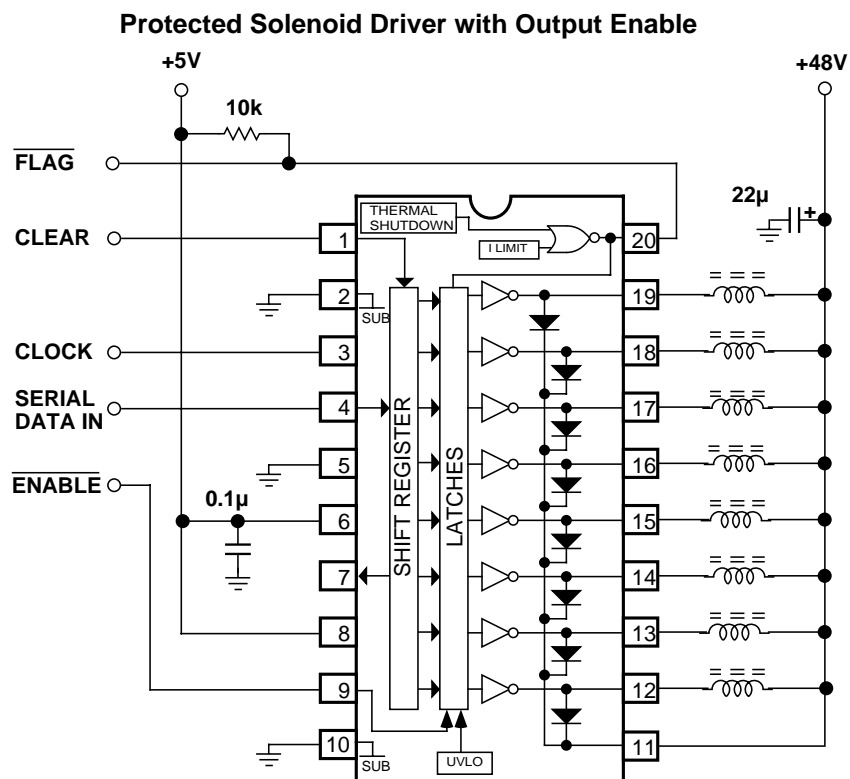 Protected Solenoid Driver with Output Enable
+5V
+48V
10k
FLAG
22µ
+
THERMAL
SHUTDOWN
I LIMIT
CLEAR
1
20
2
SUB
19
CLOCK
3
18
SERIAL
DATA IN
4
17
SHIFT REGISTER
LATCHES
5
16
ENABLE
0.1µ
6
15
7
14
8
13
9
12
10
SUB
UVLO
11